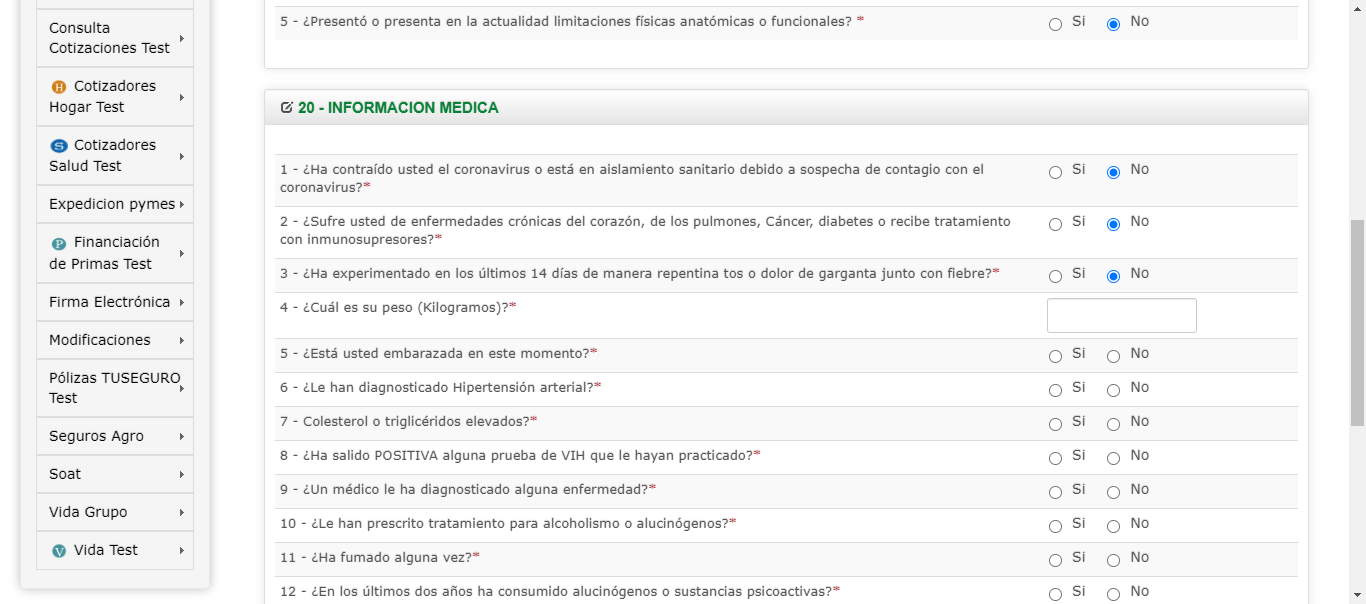 Consulta
Cotizaciones Test
H Cotizadores
Hogar Test
S Cotizadores
Salud Test
Expedicion pymes
P Financiación
de Primas Test
Firma Electrónica
Modificaciones
Pólizas TUSEGURO
Test
Seguros Agro
Soat
Vida Grupo
V Vida Test
5 - ¿Presentó o presenta en la actualidad limitaciones físicas anatómicas o funcionales? * Si No
20 - INFORMACION MEDICA
1 - ¿Ha contraído usted el coronavirus o está en aislamiento sanitario debido a sospecha de contagio con el Si No
coronavirus?*
2 - ¿Sufre usted de enfermedades crónicas del corazón, de los pulmones, Cáncer, diabetes o recibe tratamiento Si No
con inmunosupresores?*
3 - ¿Ha experimentado en los últimos 14 días de manera repentina tos o dolor de garganta junto con fiebre?* Si No
4 - ¿Cuál es su peso (Kilogramos)?*
5 - ¿Está usted embarazada en este momento?* Si No
6 - ¿Le han diagnosticado Hipertensión arterial?* Si No
7 - Colesterol o triglicéridos elevados?* Si No
8 - ¿Ha salido POSITIVA alguna prueba de VIH que le hayan practicado?* Si No
9 - ¿Un médico le ha diagnosticado alguna enfermedad?* Si No
10 - ¿Le han prescrito tratamiento para alcoholismo o alucinógenos?* Si No
11 - ¿Ha fumado alguna vez?* Si No
12 - ¿En los últimos dos años ha consumido alucinógenos o sustancias psicoactivas?* Si No